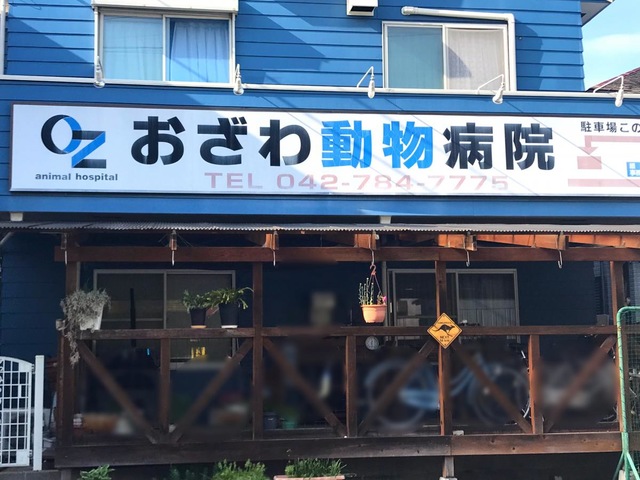 OZ
animal hospital
おざわ動物病院
TEL 042-784-7775
駐車場この